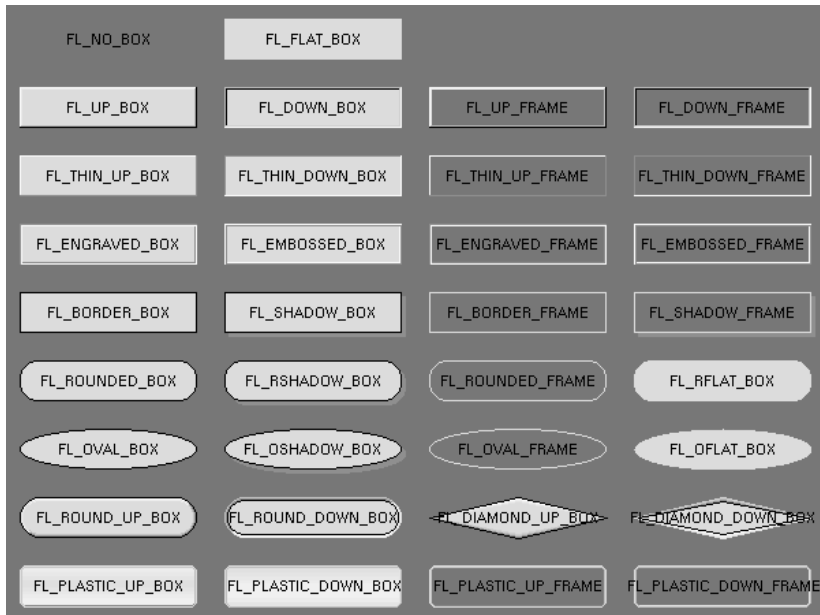 FL_NO_BOX FL_FLAT_BOX
FL_UP_BOX FL_DOWN_BOX FL_UP_FRAME FL_DOWN_FRAME
FL_THIN_UP_BOX FL_THIN_DOWN_BOX FL_THIN_UP_FRAME FL_THIN_DOWN_FRAME
FL_ENGRAVED_BOX FL_EMBOSSED_BOX FL_ENGRAVED_FRAME FL_EMBOSSED_FRAME
FL_BORDER_BOX FL_SHADOW_BOX FL_BORDER_FRAME FL_SHADOW_FRAME
FL_ROUNDED_BOX FL_RSHADOW_BOX FL_ROUNDED_FRAME FL_RFLAT_BOX
FL_OVAL_BOX FL_OSHADOW_BOX FL_OVAL_FRAME FL_OFLAT_BOX
FL_ROUND_UP_BOX FL_ROUND_DOWN_BOX FL_DIAMOND_UP_BOX FL_DIAMOND_DOWN_BOX
FL_PLASTIC_UP_BOX FL_PLASTIC_DOWN_BOX FL_PLASTIC_UP_FRAME FL_PLASTIC_DOWN_FRAME